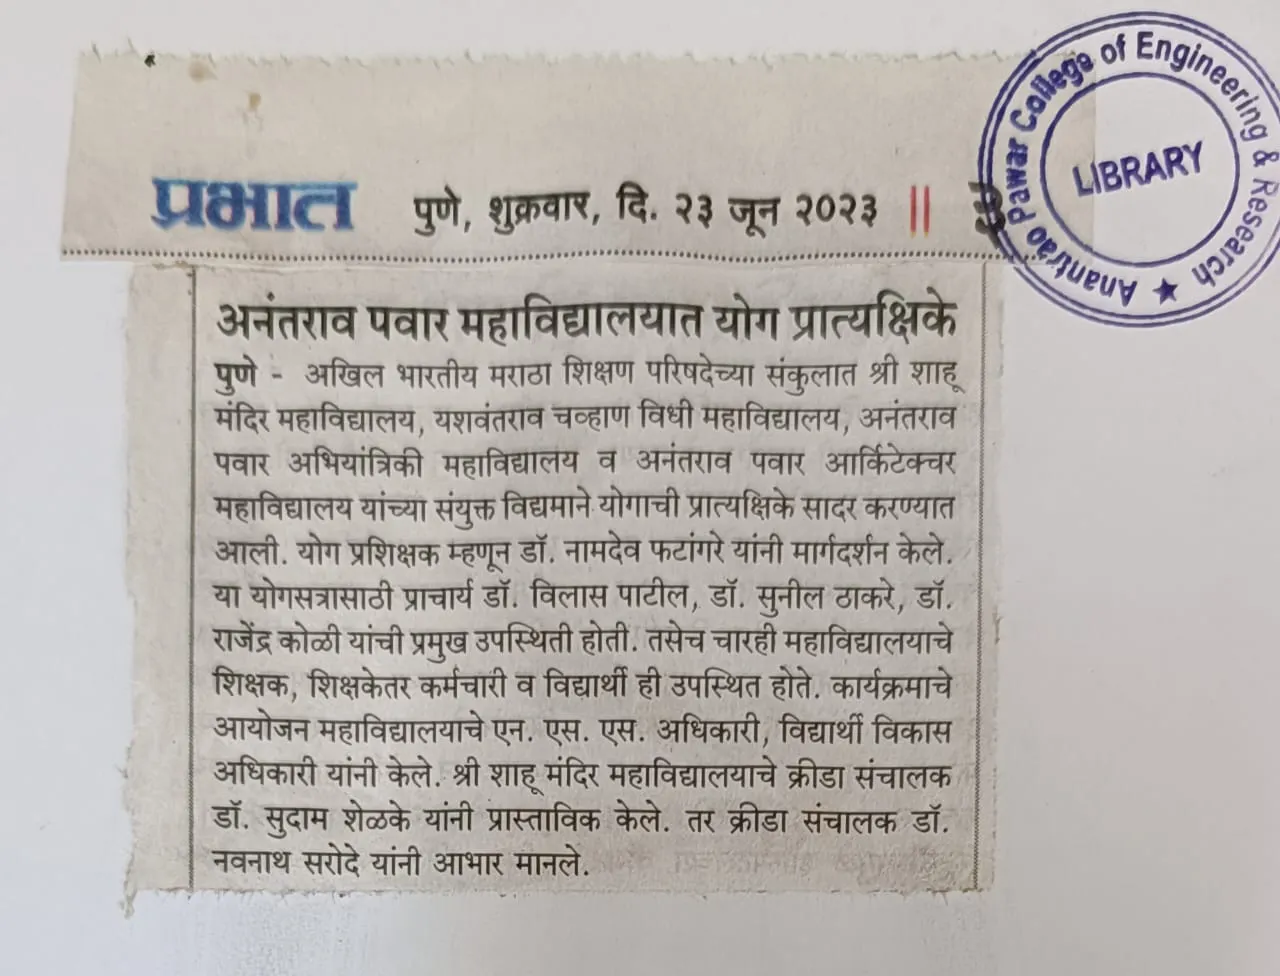 प्रभात पुणे, शुक्रवार, दि. २३ जून २०२३ ||
Anantrao Pawar College of Engineering & Research ★
LIBRARY
अनंतराव पवार महाविद्यालयात योग प्रात्यक्षिके
पुणे - अखिल भारतीय मराठा शिक्षण परिषदेच्या संकुलात श्री शाहू
मंदिर महाविद्यालय, यशवंतराव चव्हाण विधी महाविद्यालय, अनंतराव
पवार अभियांत्रिकी महाविद्यालय व अनंतराव पवार आर्किटेक्चर
महाविद्यालय यांच्या संयुक्त विद्यमाने योगाची प्रात्यक्षिके सादर करण्यात
आली. योग प्रशिक्षक म्हणून डॉ. नामदेव फटांगरे यांनी मार्गदर्शन केले.
या योगसत्रासाठी प्राचार्य डॉ. विलास पाटील, डॉ. सुनील ठाकरे, डॉ.
राजेंद्र कोळी यांची प्रमुख उपस्थिती होती. तसेच चारही महाविद्यालयाचे
शिक्षक, शिक्षकेतर कर्मचारी व विद्यार्थी ही उपस्थित होते. कार्यक्रमाचे
आयोजन महाविद्यालयाचे एन. एस. एस. अधिकारी, विद्यार्थी विकास
अधिकारी यांनी केले. श्री शाहू मंदिर महाविद्यालयाचे क्रीडा संचालक
डॉ. सुदाम शेळके यांनी प्रास्ताविक केले. तर क्रीडा संचालक डॉ.
नवनाथ सरोदे यांनी आभार मानले.